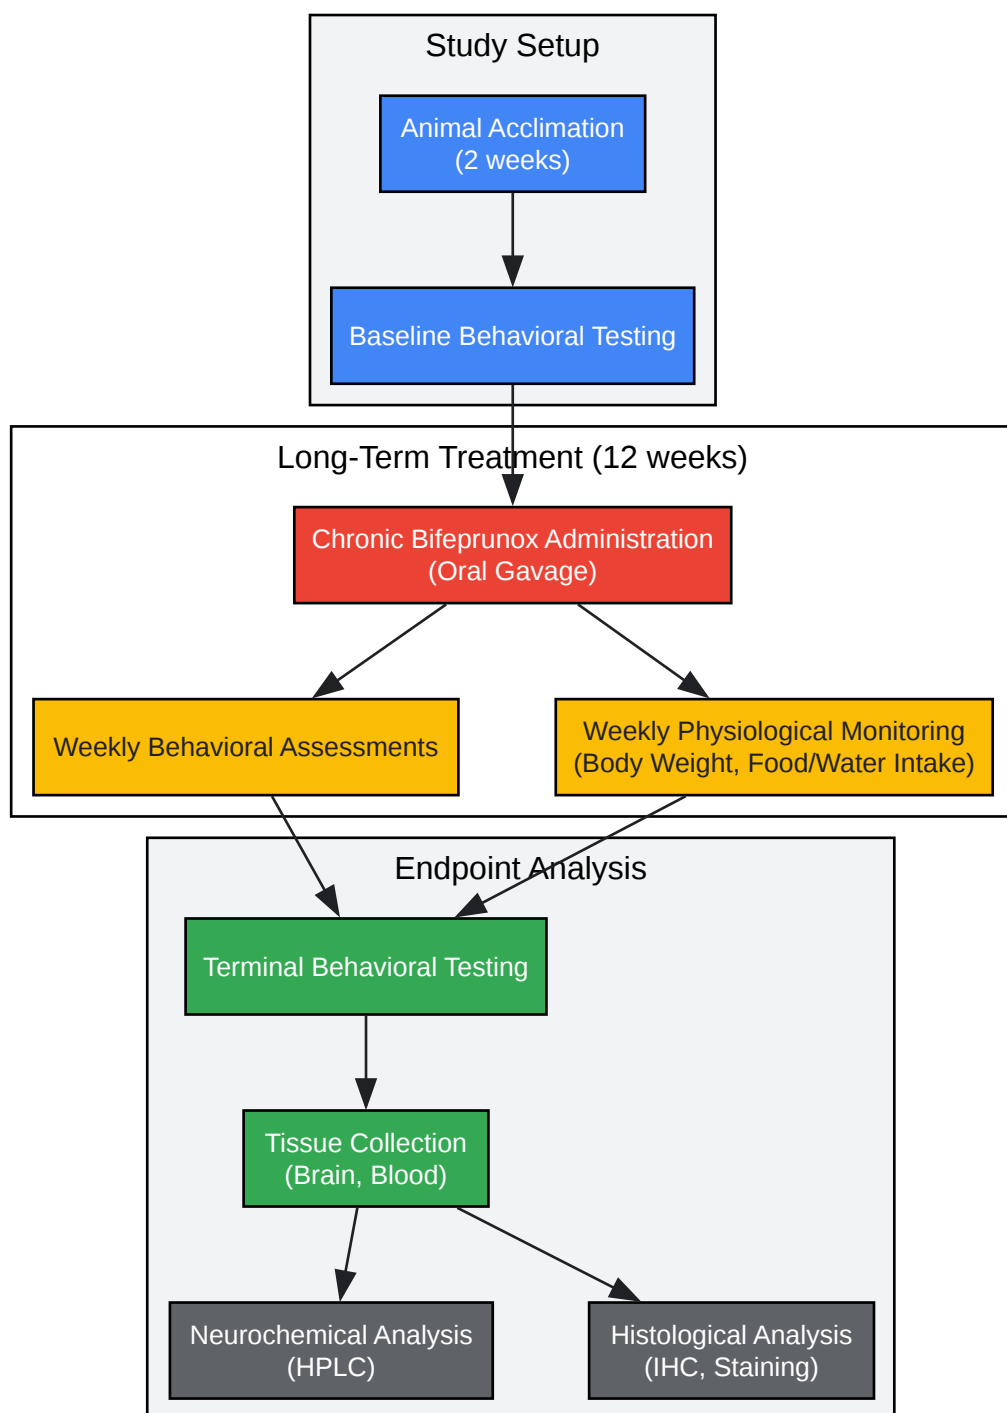 Study Setup
Animal Acclimation
(2 weeks)
Baseline Behavioral Testing
Long-Term Treatment (12 weeks)
Chronic Bifeprunox Administration
(Oral Gavage)
Weekly Behavioral Assessments
Weekly Physiological Monitoring
(Body Weight, Food/Water Intake)
Endpoint Analysis
Terminal Behavioral Testing
Tissue Collection
(Brain, Blood)
Neurochemical Analysis
(HPLC)
Histological Analysis
(IHC, Staining)